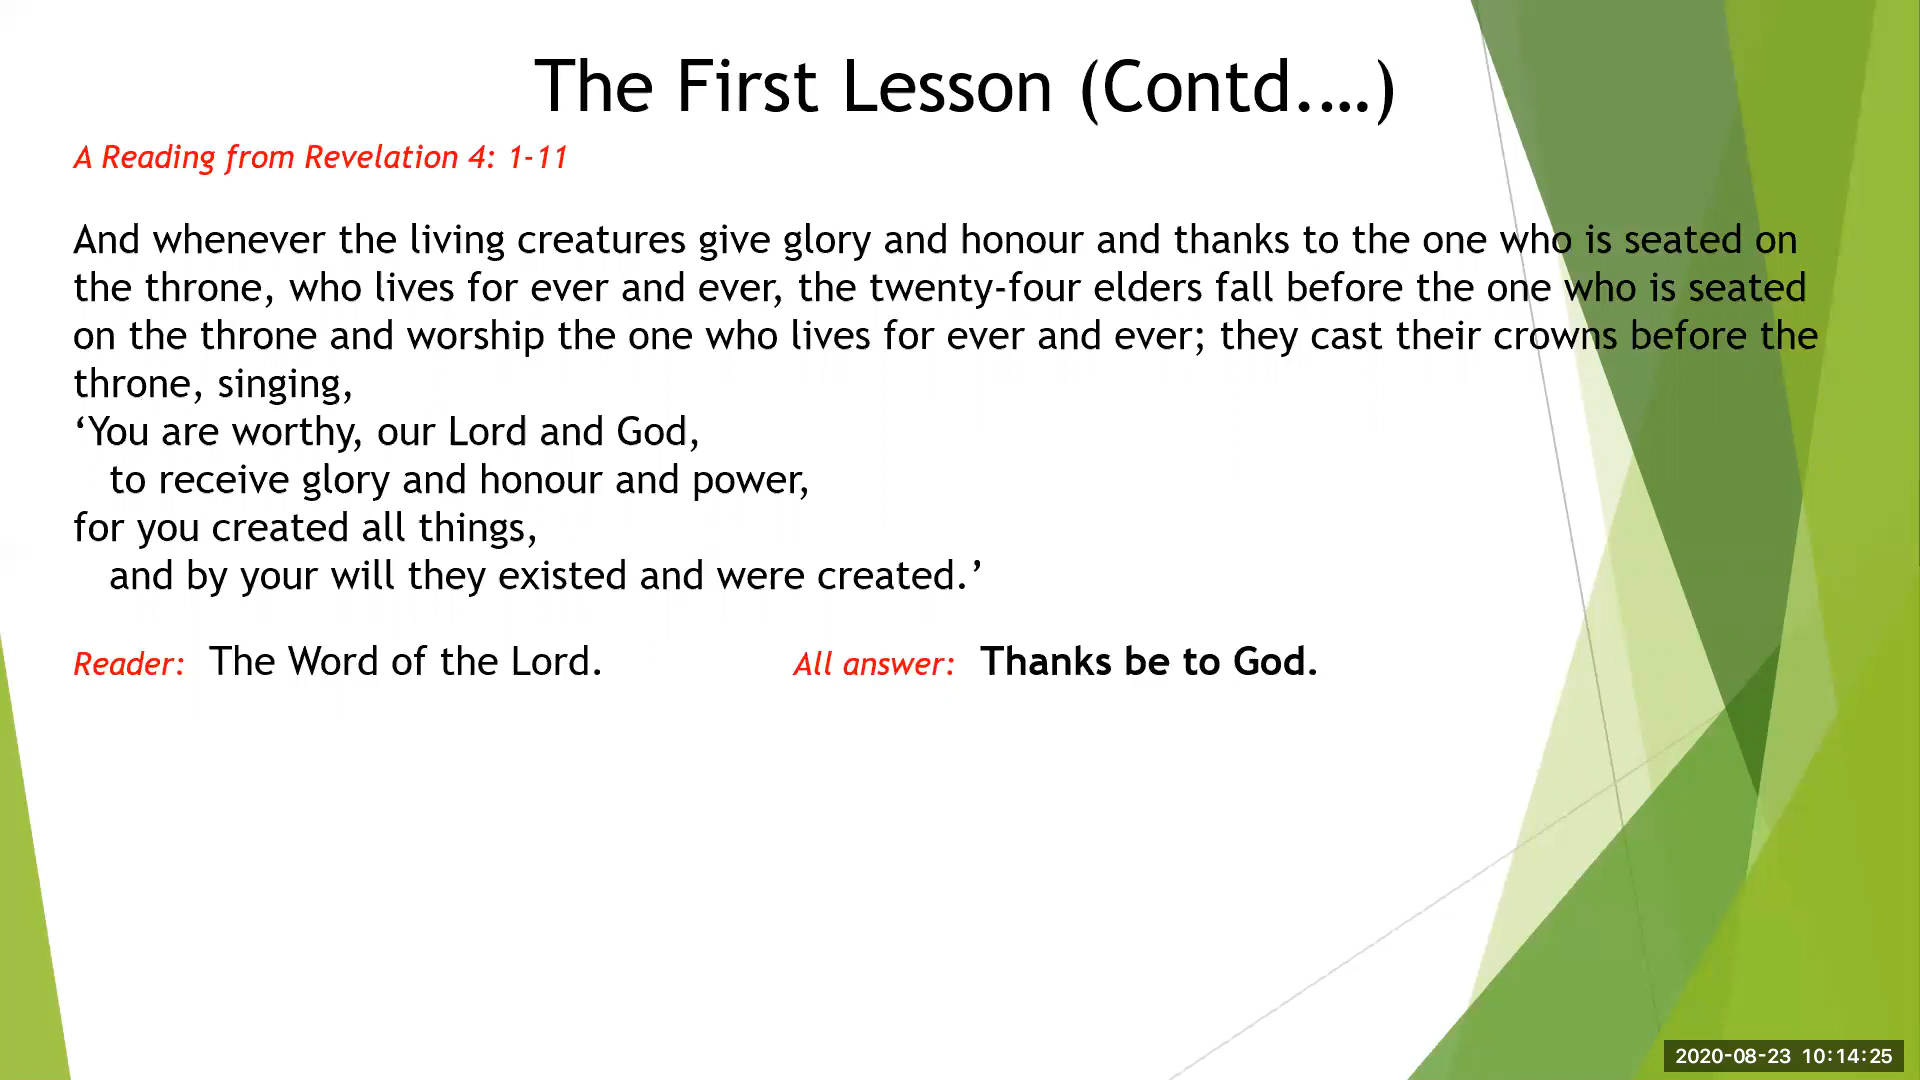 The First Lesson (Contd.…)
A Reading from Revelation 4: 1-11
And whenever the living creatures give glory and honour and thanks to the one who is seated on
the throne, who lives for ever and ever, the twenty-four elders fall before the one who is seated
on the throne and worship the one who lives for ever and ever; they cast their crowns before the
throne, singing,
‘You are worthy, our Lord and God,
to receive glory and honour and power,
for you created all things,
and by your will they existed and were created.’
Reader: The Word of the Lord. All answer: Thanks be to God.
2020-08-23 10:14:25